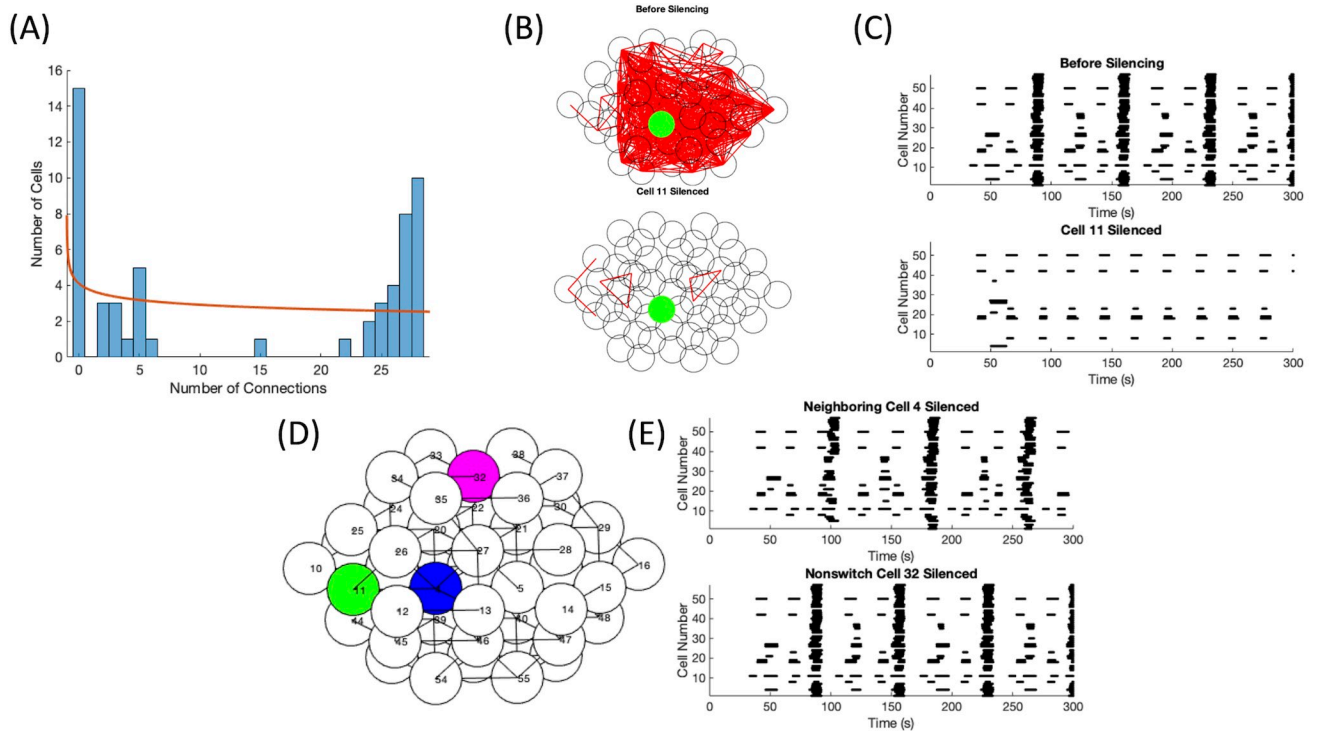 (A)
16
14
12
10
8
6
4
2
0
Number of Cells
0 5 10 15 20 25
Number of Connections
(B)
Before Silencing
Cell 11 Silenced
(C)
Before Silencing
50
40
30
20
10
Cell Number
50 100 150 200 250 300
Time (s)
Cell 11 Silenced
50
40
30
20
10
Cell Number
50 100 150 200 250 300
Time (s)
(D)
33 32 38
34 37
35 36
24 22 30
25 20 21 29
26 27 28
10 16
11 5 15
12 13 14
44 39 40 48
45 46 47
54 55
(E)
Neighboring Cell 4 Silenced
50
40
30
20
10
Cell Number
0 50 100 150 200 250 300
Time (s)
Nonswitch Cell 32 Silenced
50
40
30
20
10
Cell Number
0 50 100 150 200 250 300
Time (s)